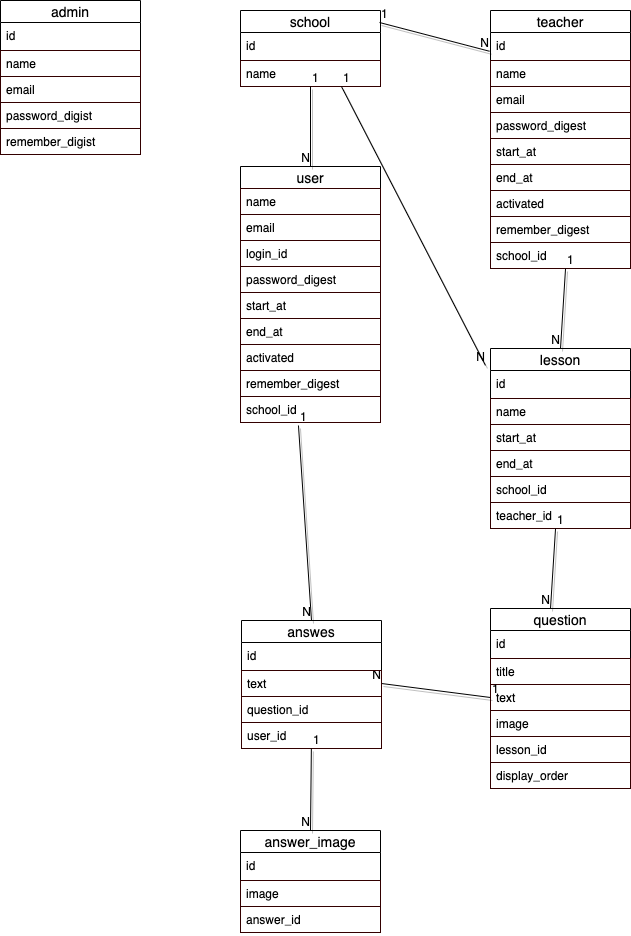 admin
id
name
email
password_digist
remember_digist
school
id
name
1
1
1
N
teacher
id
name
email
password_digest
start_at
end_at
activated
remember_digest
school_id
1
N
user
name
email
login_id
password_digest
start_at
end_at
activated
remember_digest
school_id
1
N
N
lesson
id
name
start_at
end_at
school_id
teacher_id
1
N
answes
id
text
question_id
user_id
1
N
N
1
question
id
title
text
image
lesson_id
display_order
N
answer_image
id
image
answer_id